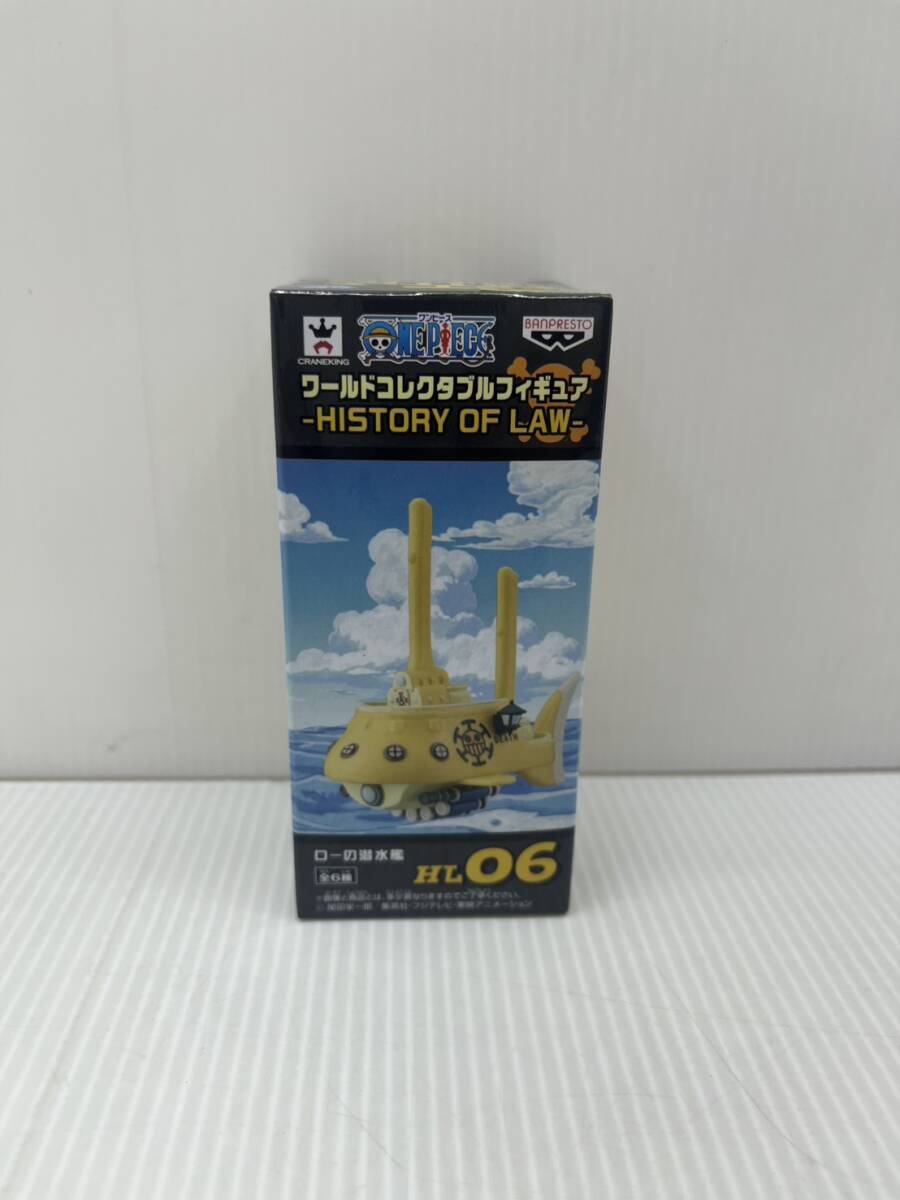 ワンピース
ONE PIECE
CRANEKING
BANPRESTO
ワールドコレクタブルフィギュア
-HISTORY OF LAW-
DEATH
ローの潜水艦
HL06
全6種